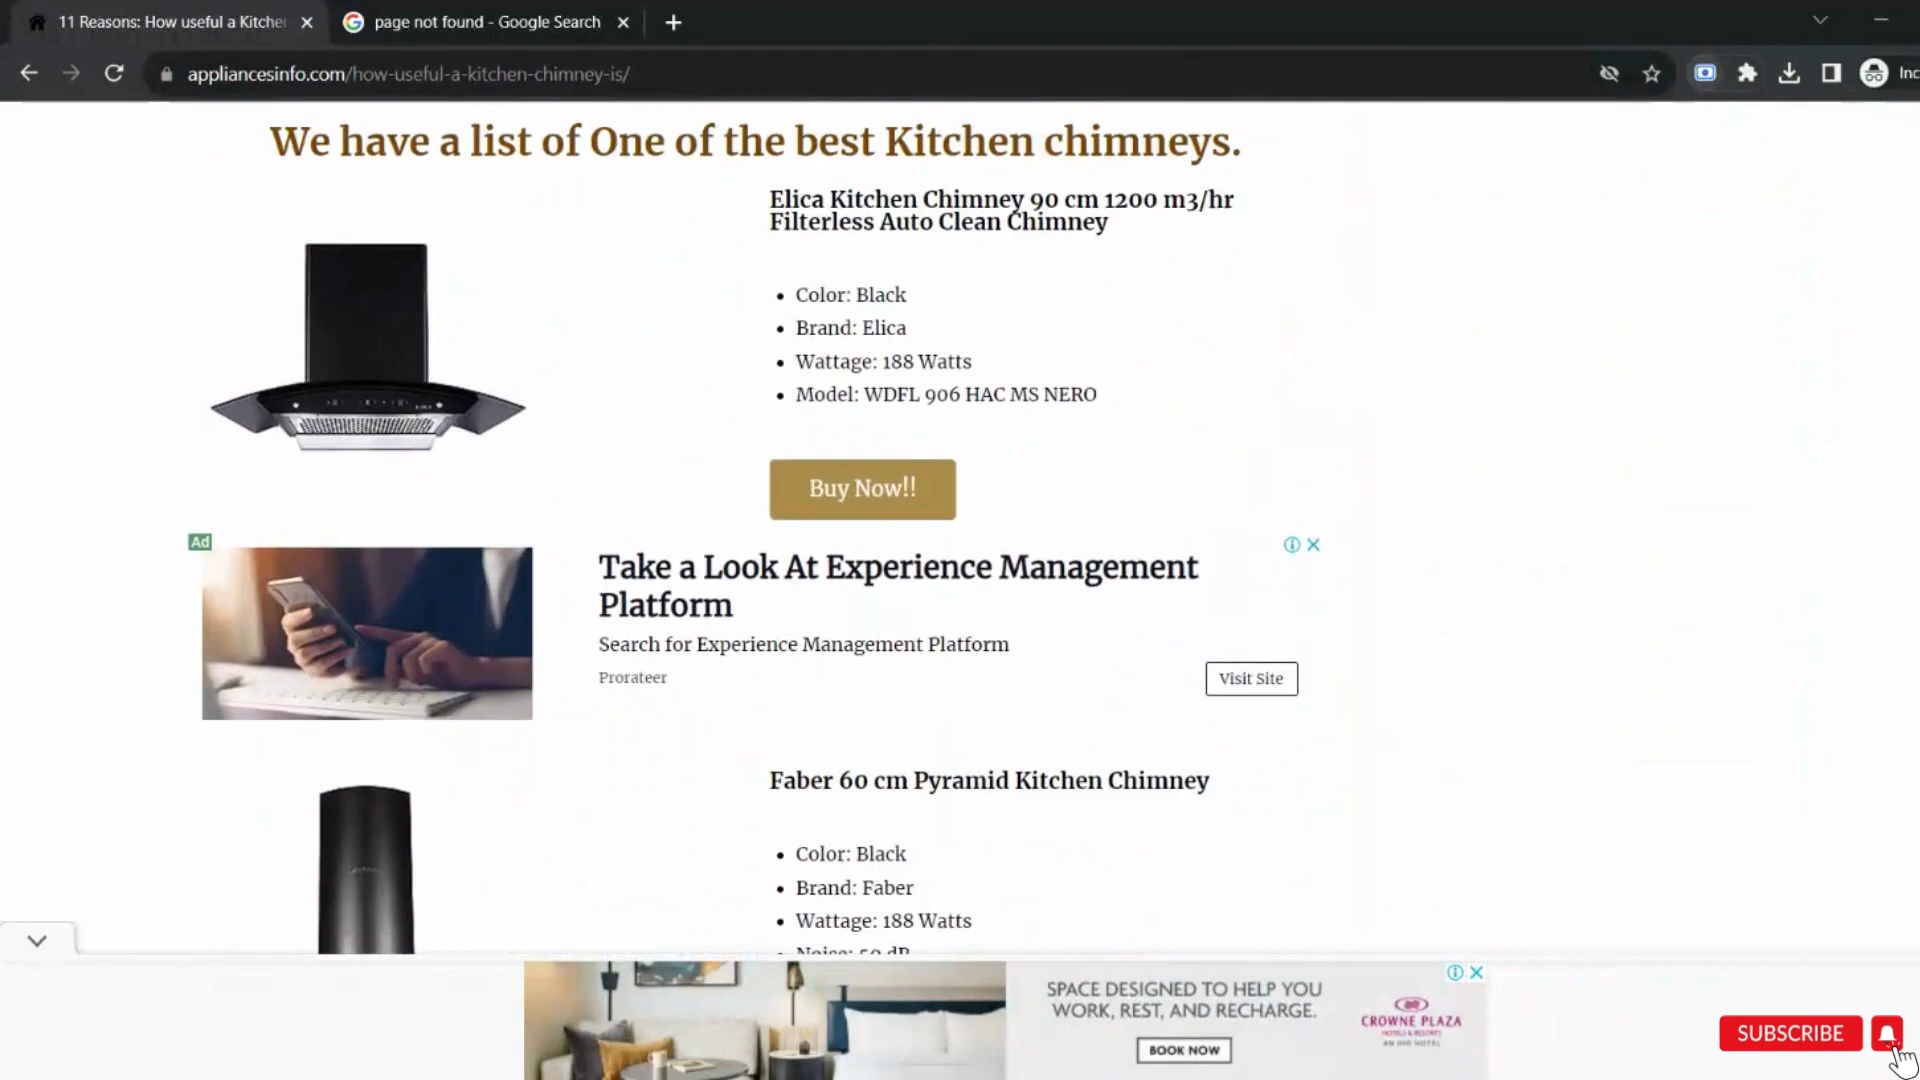 11 Reasons: How useful a Kitche
page not found - Google Search
appliancesinfo.com/how-useful-a-kitchen-chimney-is/
Inc
We have a list of One of the best Kitchen chimneys.
Elica Kitchen Chimney 90 cm 1200 m3/hr
Filterless Auto Clean Chimney
• Color: Black
• Brand: Elica
• Wattage: 188 Watts
• Model: WDFL 906 HAC MS NERO
Buy Now!!
Ad
Take a Look At Experience Management
Platform
Search for Experience Management Platform
Prorateer
Visit Site
Faber 60 cm Pyramid Kitchen Chimney
• Color: Black
• Brand: Faber
• Wattage: 188 Watts
• Noise: 50 dB
SPACE DESIGNED TO HELP YOU
WORK, REST, AND RECHARGE.
BOOK NOW
CROWNE PLAZA
HOTELS & RESORTS
AN IHG HOTEL
SUBSCRIBE